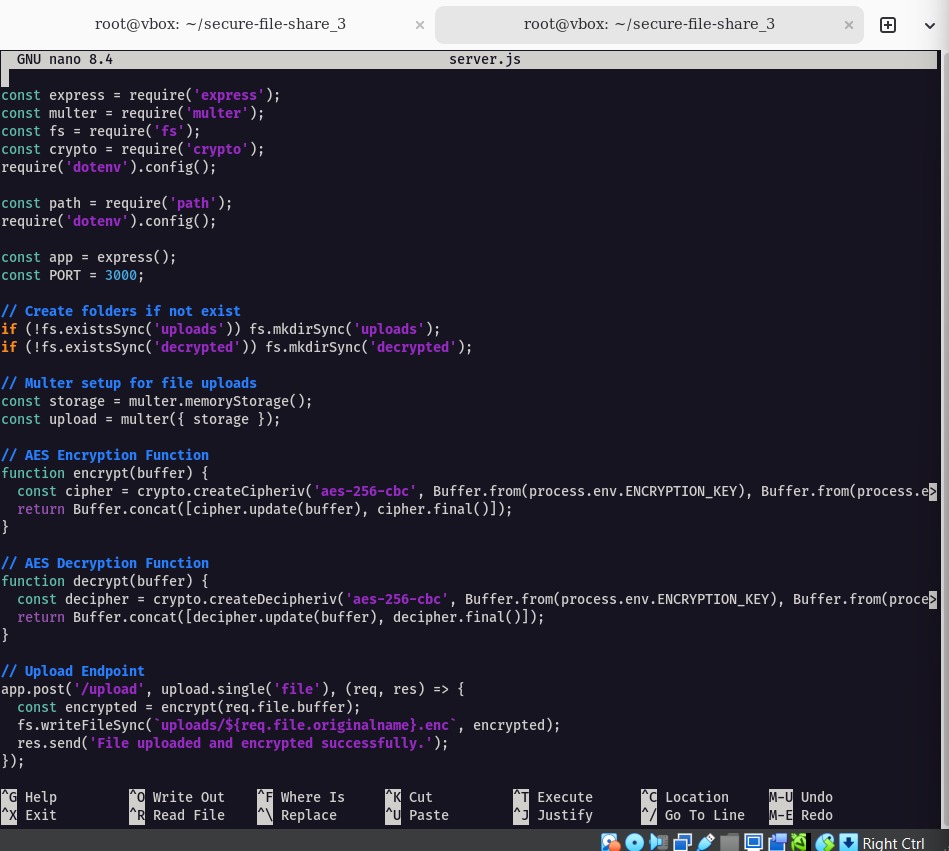 root@vbox: ~/secure-file-share_3
root@vbox: ~/secure-file-share_3
GNU nano 8.4 server.js
const express = require('express');
const multer = require('multer');
const fs = require('fs');
const crypto = require('crypto');
require('dotenv').config();
const path = require('path');
require('dotenv').config();
const app = express();
const PORT = 3000;
// Create folders if not exist
if (!fs.existsSync('uploads')) fs.mkdirSync('uploads');
if (!fs.existsSync('decrypted')) fs.mkdirSync('decrypted');
// Multer setup for file uploads
const storage = multer.memoryStorage();
const upload = multer({ storage });
// AES Encryption Function
function encrypt(buffer) {
  const cipher = crypto.createCipheriv('aes-256-cbc', Buffer.from(process.env.ENCRYPTION_KEY), Buffer.from(process.e>
  return Buffer.concat([cipher.update(buffer), cipher.final()]);
}
// AES Decryption Function
function decrypt(buffer) {
  const decipher = crypto.createDecipheriv('aes-256-cbc', Buffer.from(process.env.ENCRYPTION_KEY), Buffer.from(proce>
  return Buffer.concat([decipher.update(buffer), decipher.final()]);
}
// Upload Endpoint
app.post('/upload', upload.single('file'), (req, res) => {
  const encrypted = encrypt(req.file.buffer);
  fs.writeFileSync(`uploads/${req.file.originalname}.enc`, encrypted);
  res.send('File uploaded and encrypted successfully.');
});
^G Help ^O Write Out ^F Where Is ^K Cut ^T Execute ^C Location M-U Undo
^X Exit ^R Read File ^\ Replace ^U Paste ^J Justify ^/ Go To Line M-E Redo
Right Ctrl